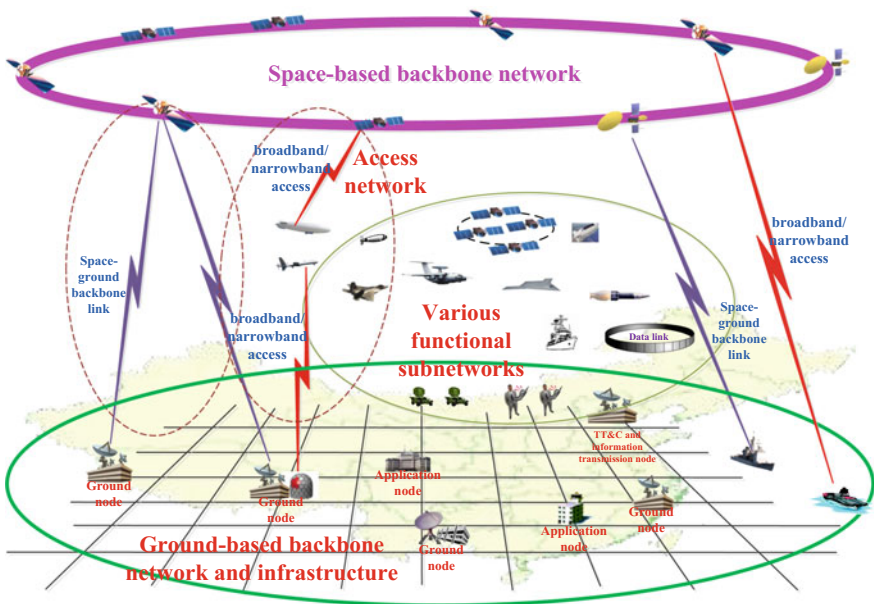 Space-based backbone network
broadband/
narrowband
access
Access
network
broadband/
narrowband
access
Space-
ground
backbone
link
broadband/
narrowband
access
Various
functional
subnetworks
Data link
Space-
ground
backbone
link
TT&C and
information
transmission node
Ground
node
Ground
node
Application
node
Ground
node
Application
node
Ground
node
Ground-based backbone
network and infrastructure